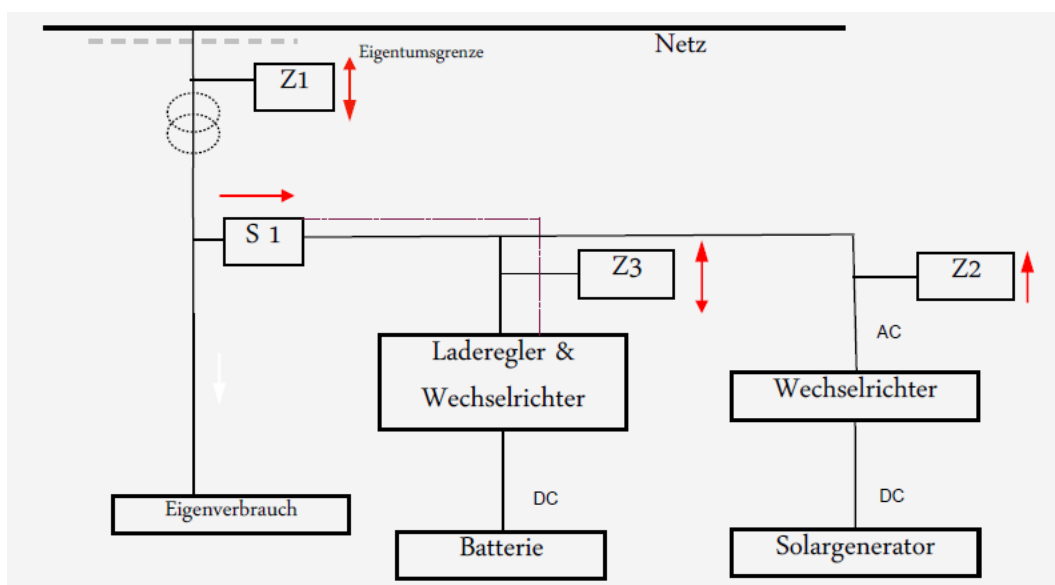 Netz
Eigentumsgrenze
Z1
S 1
Z3
Z2
AC
Laderegler &
Wechselrichter
Wechselrichter
DC
DC
Eigenverbrauch
Batterie
Solargenerator